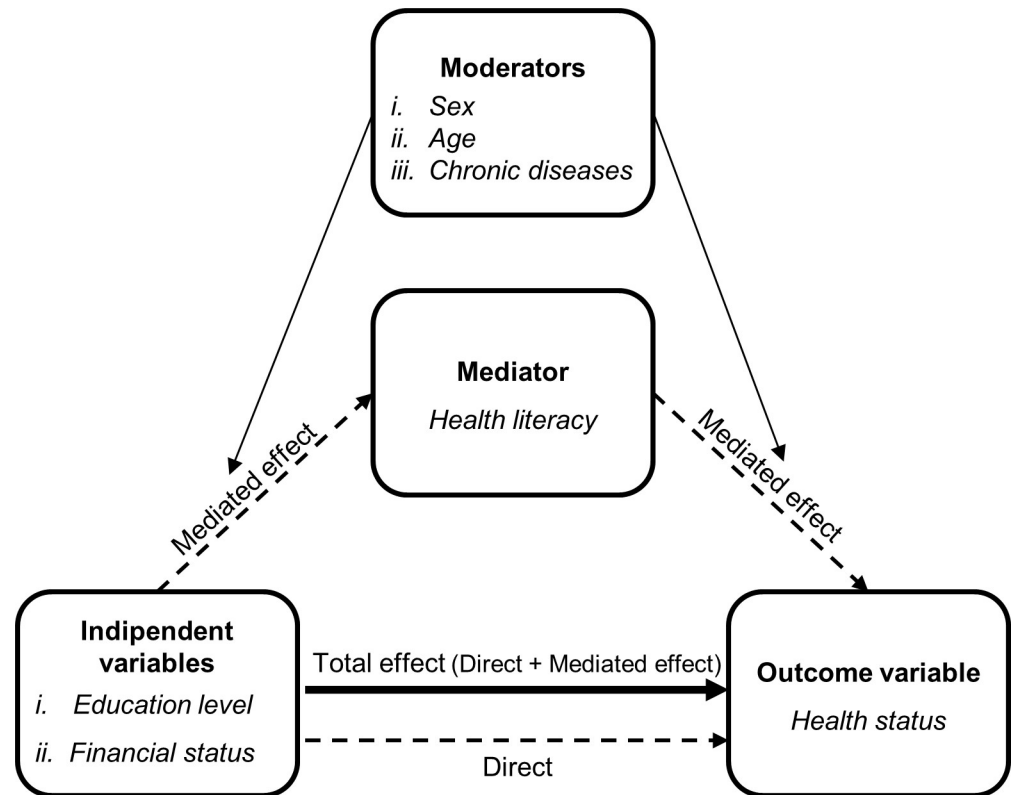 Moderators
i. Sex
ii. Age
iii. Chronic diseases
Mediator
Health literacy
Mediated effect
Mediated effect
Indipendent
variables
i. Education level
ii. Financial status
Total effect (Direct + Mediated effect)
Direct
Outcome variable
Health status